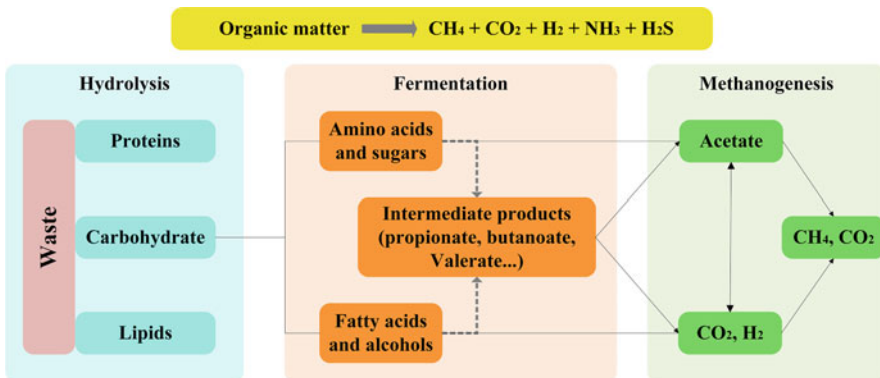 Organic matter CH₄ + CO₂ + H₂ + NH₃ + H₂S
Hydrolysis
Waste
Proteins
Carbohydrate
Lipids
Fermentation
Amino acids
and sugars
Intermediate products
(propionate, butanoate,
Valerate...)
Fatty acids
and alcohols
Methanogenesis
Acetate
CH₄, CO₂
CO₂, H₂